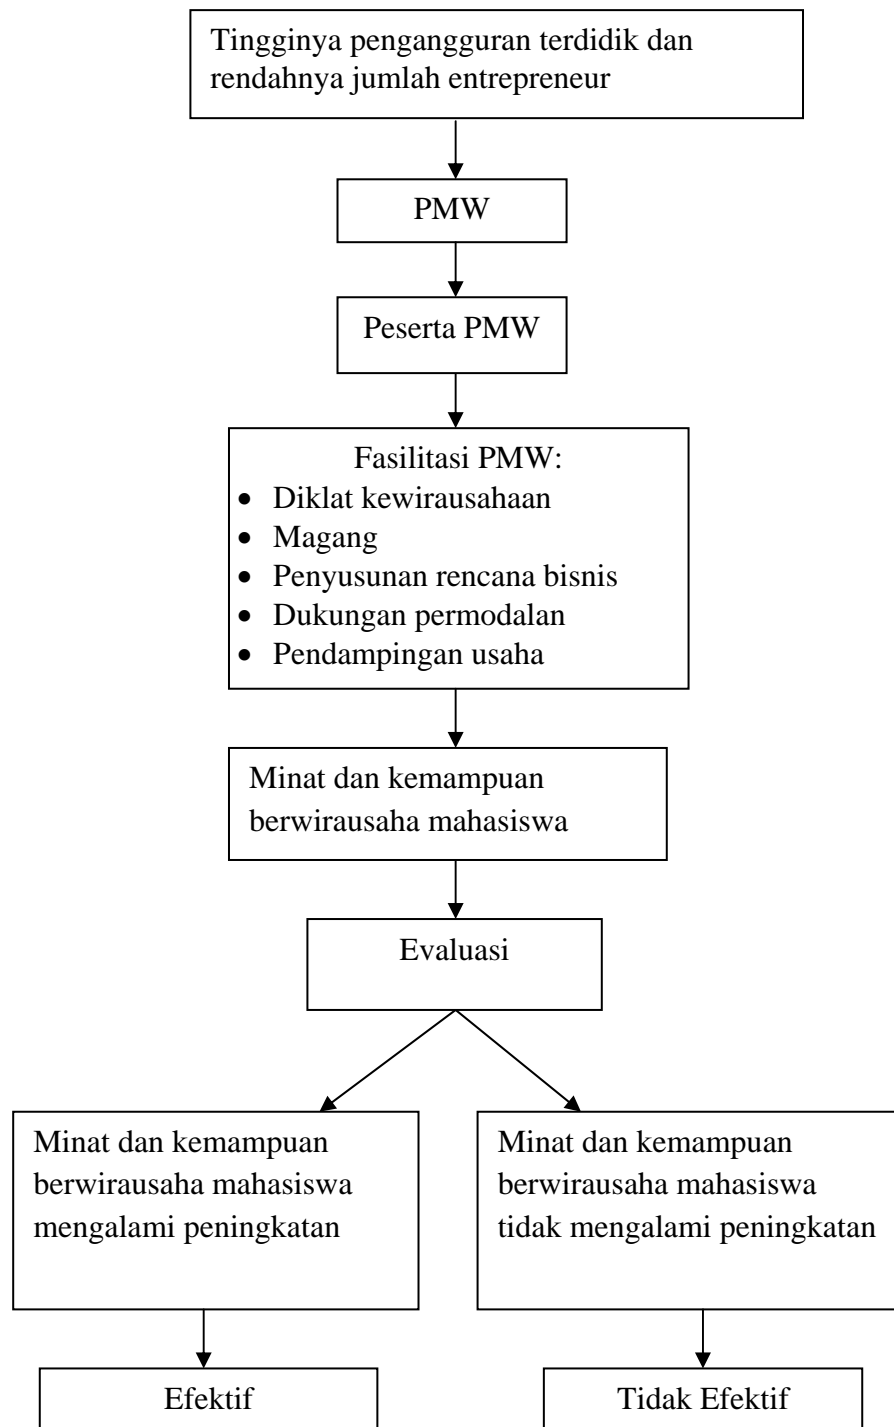 Tingginya pengangguran terdidik dan
rendahnya jumlah entrepreneur
PMW
Peserta PMW
Fasilitasi PMW:
• Diklat kewirausahaan
• Magang
• Penyusunan rencana bisnis
• Dukungan permodalan
• Pendampingan usaha
Minat dan kemampuan
berwirausaha mahasiswa
Evaluasi
Minat dan kemampuan
berwirausaha mahasiswa
mengalami peningkatan
Minat dan kemampuan
berwirausaha mahasiswa
tidak mengalami peningkatan
Efektif
Tidak Efektif